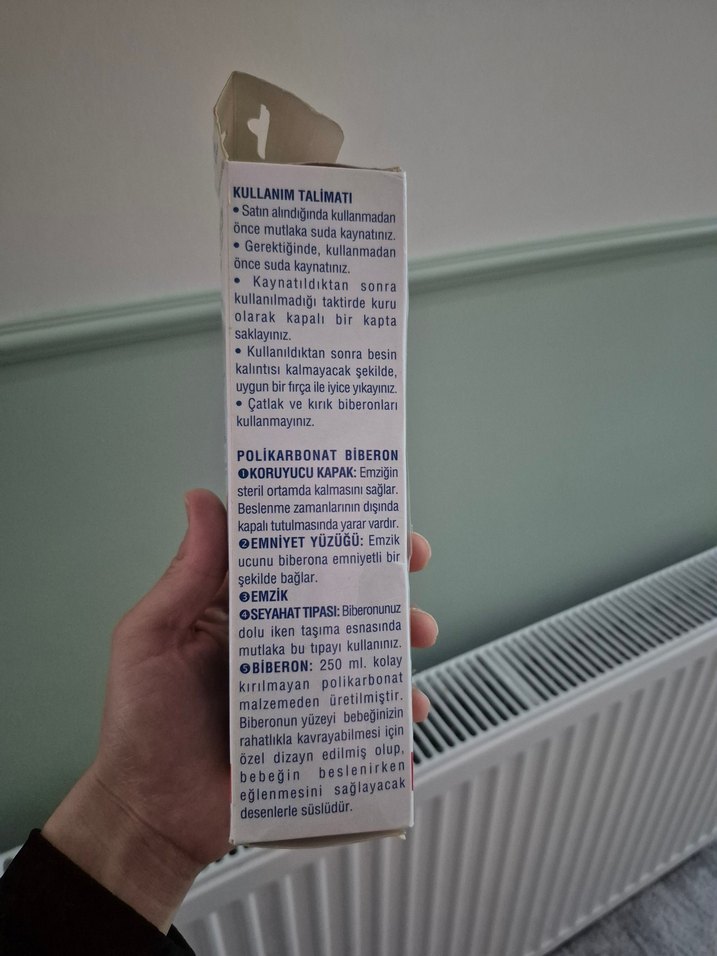 KULLANIM TALİMATI
• Satın alındığında kullanmadan
önce mutlaka suda kaynatınız.
• Gerektiğinde, kullanmadan
önce suda kaynatınız.
• Kaynatıldıktan sonra
kullanılmadığı taktirde kuru
olarak kapalı bir kapta
saklayınız.
• Kullanıldıktan sonra besin
kalıntısı kalmayacak şekilde,
uygun bir fırça ile iyice yıkayınız.
• Çatlak ve kırık biberonları
kullanmayınız.
POLİKARBONAT BİBERON
❶KORUYUCU KAPAK: Emziğin
steril ortamda kalmasını sağlar.
Beslenme zamanlarının dışında
kapalı tutulmasında yarar vardır.
❷EMNİYET YÜZÜĞÜ: Emzik
ucunu biberona emniyetli bir
şekilde bağlar.
❸EMZİK
❹SEYAHAT TIPASI: Biberonunuz
dolu iken taşıma esnasında
mutlaka bu tıpayı kullanınız.
❺BİBERON: 250 ml. kolay
kırılmayan polikarbonat
malzemeden üretilmiştir.
Biberonun yüzeyi bebeğinizin
rahatlıkla kavrayabilmesi için
özel dizayn edilmiş olup,
bebeğin beslenirken
eğlenmesini sağlayacak
desenlerle süslüdür.